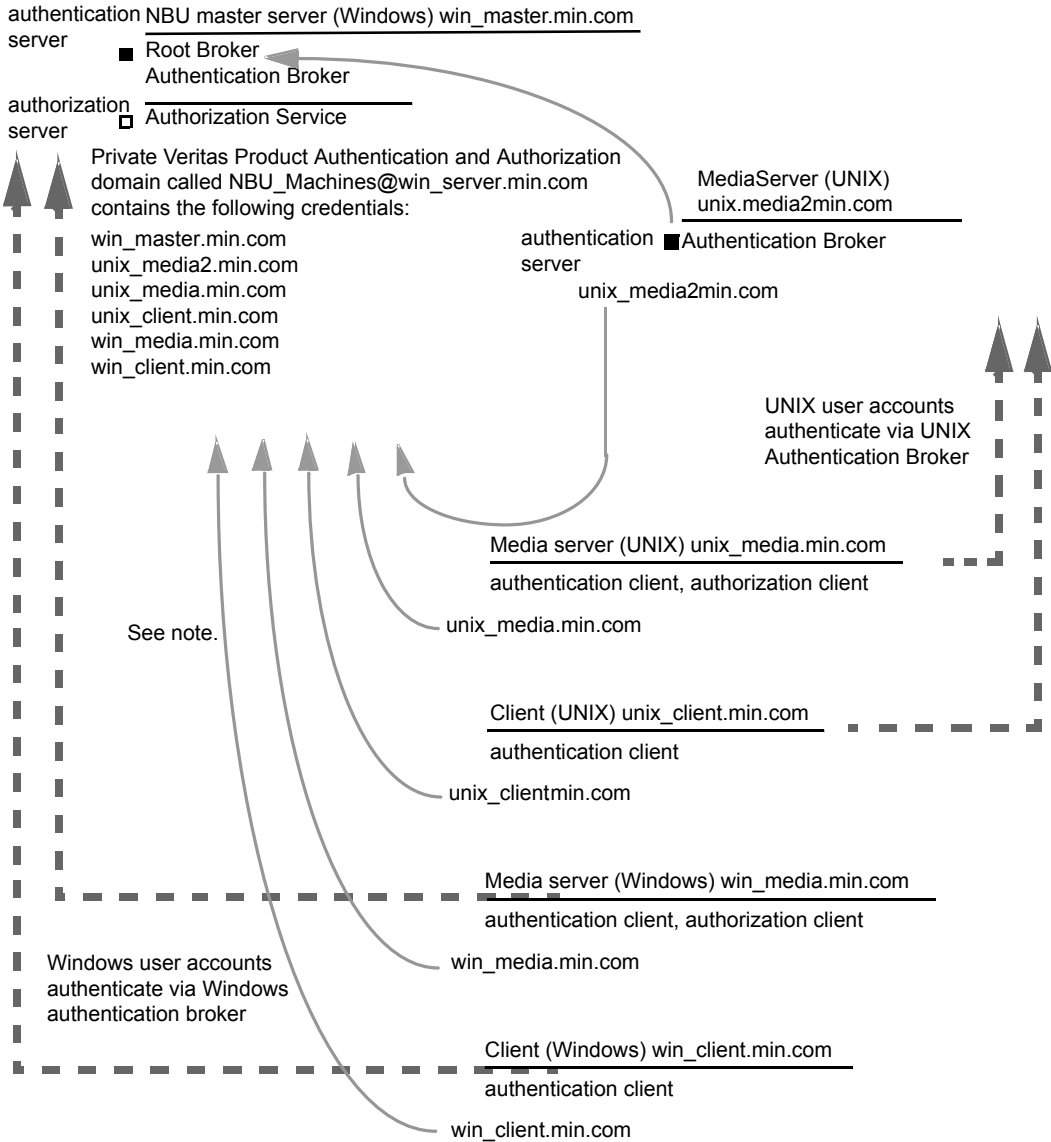 authentication
server
NBU master server (Windows) win_master.min.com
Root Broker
Authentication Broker
authorization
server
Authorization Service
Private Veritas Product Authentication and Authorization
domain called NBU_Machines@win_server.min.com
contains the following credentials:
win_master.min.com
unix_media2.min.com
unix_media.min.com
unix_client.min.com
win_media.min.com
win_client.min.com
MediaServer (UNIX)
unix.media2min.com
authentication
server
Authentication Broker
unix_media2min.com
UNIX user accounts
authenticate via UNIX
Authentication Broker
Media server (UNIX) unix_media.min.com
authentication client, authorization client
unix_media.min.com
See note.
Client (UNIX) unix_client.min.com
authentication client
unix_clientmin.com
Media server (Windows) win_media.min.com
authentication client, authorization client
win_media.min.com
Windows user accounts
authenticate via Windows
authentication broker
Client (Windows) win_client.min.com
authentication client
win_client.min.com